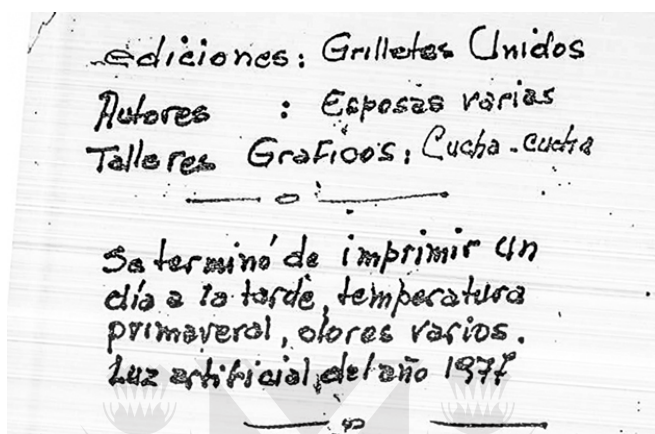 Ediciones: Grilletes Unidos
Autores : Esposas varias
Talleres Graficos: Cucha-cucha
Se terminó de imprimir un
día a la tarde, temperatura
primaveral, olores varios.
Luz artificial, del año 1977